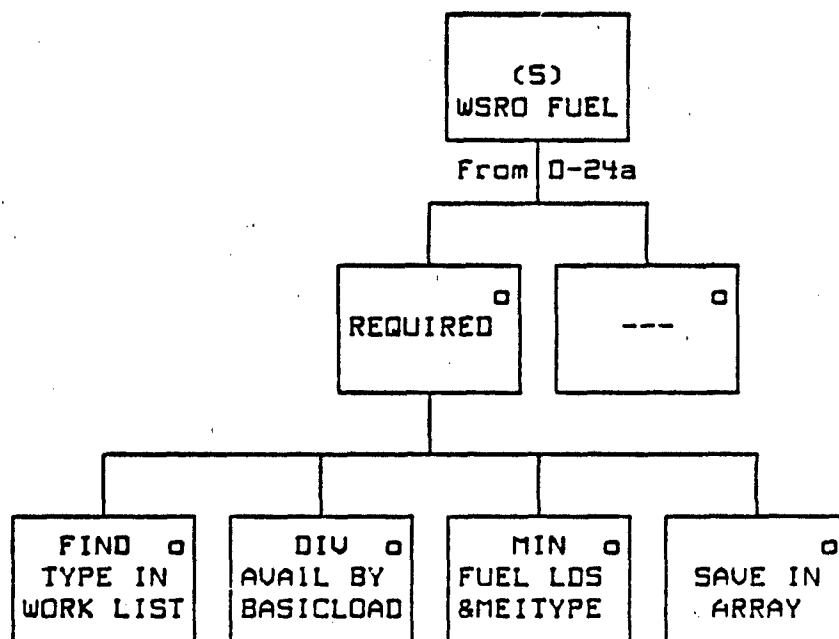 (5)
WSRO FUEL
From D-24a
REQUIRED o
--- o
FIND o
TYPE IN
WORK LIST
DIV o
AVAIL BY
BASICLOAD
MIN o
FUEL LDS
&MEITYPE
o
SAVE IN
ARRAY